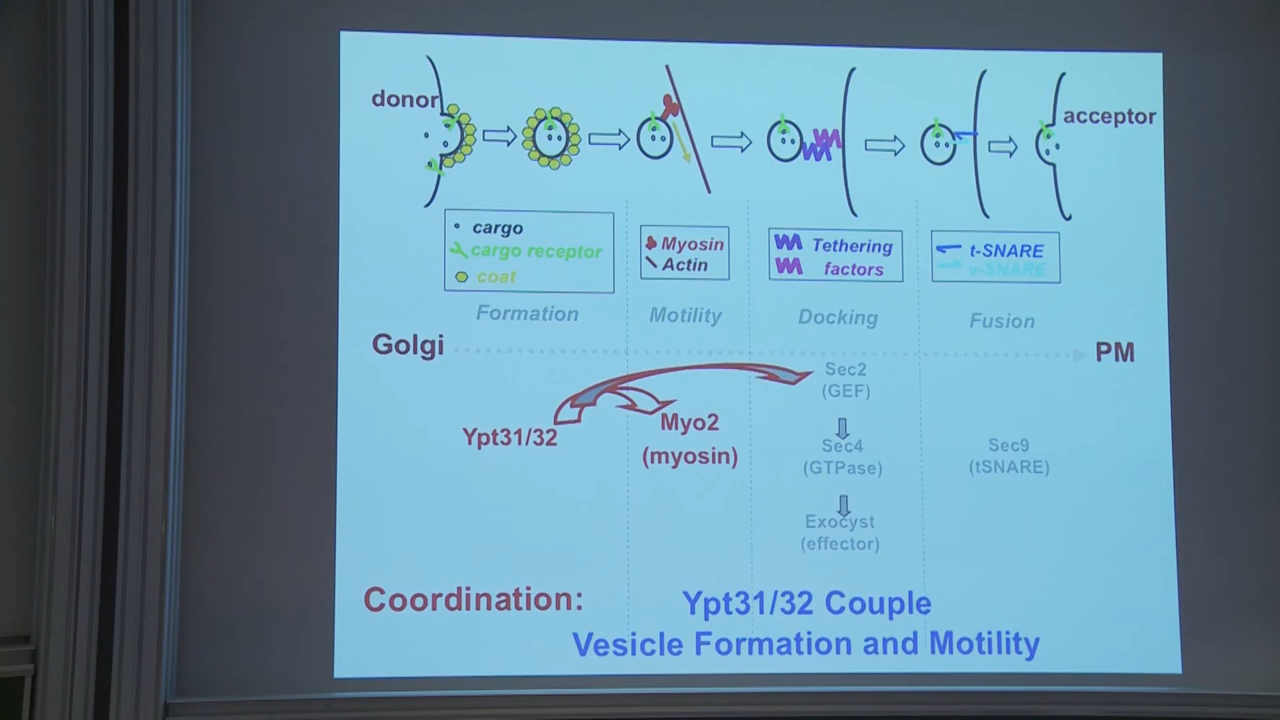 donor
acceptor
cargo
cargo receptor
coat
Myosin
Actin
Tethering
factors
t-SNARE
v-SNARE
Formation
Motility
Docking
Fusion
Golgi
PM
Sec2
(GEF)
Ypt31/32
Myo2
(myosin)
Sec4
(GTPase)
Sec9
(tSNARE)
Exocyst
(effector)
Coordination:
Ypt31/32 Couple
Vesicle Formation and Motility